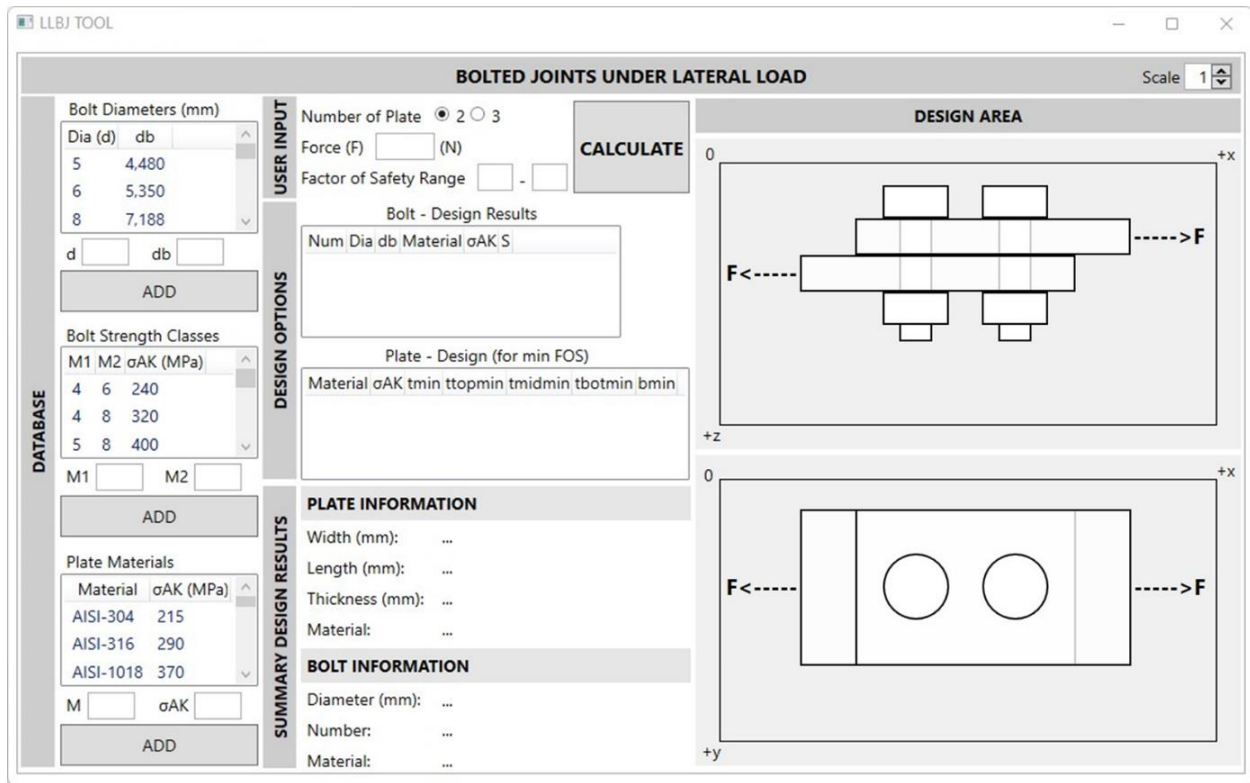 LLBJ TOOL
BOLTED JOINTS UNDER LATERAL LOAD
Scale 1
DATABASE
Bolt Diameters (mm)
Dia (d) db
5 4,480
6 5,350
8 7,188
d db
ADD
Bolt Strength Classes
M1 M2 σAK (MPa)
4 6 240
4 8 320
5 8 400
M1 M2
ADD
Plate Materials
Material σAK (MPa)
AISI-304 215
AISI-316 290
AISI-1018 370
M σAK
ADD
USER INPUT
Number of Plate 2 3
Force (F) (N)
Factor of Safety Range -
CALCULATE
DESIGN OPTIONS
Bolt - Design Results
Num Dia db Material σAK S
Plate - Design (for min FOS)
Material σAK tmin ttopmin tmidmin tbotmin bmin
SUMMARY DESIGN RESULTS
PLATE INFORMATION
Width (mm): ...
Length (mm): ...
Thickness (mm): ...
Material: ...
BOLT INFORMATION
Diameter (mm): ...
Number: ...
Material: ...
DESIGN AREA
0 +x
----->F
F<-----
+z
0 +x
F<----- ----->F
+y